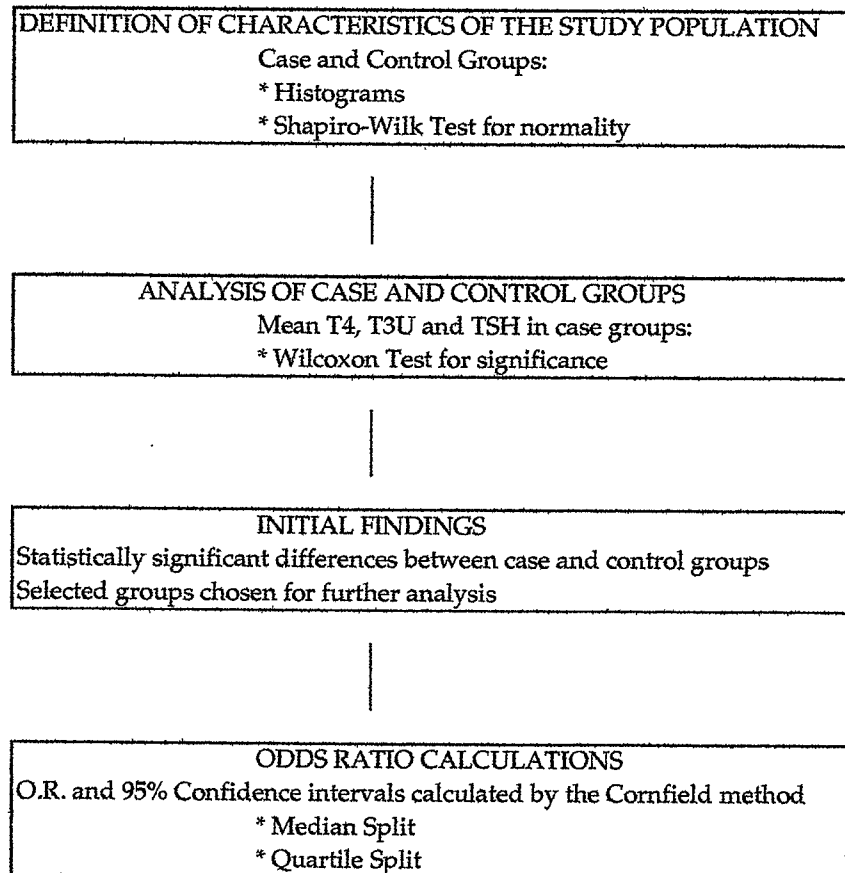 DEFINITION OF CHARACTERISTICS OF THE STUDY POPULATION
Case and Control Groups:
* Histograms
* Shapiro-Wilk Test for normality
ANALYSIS OF CASE AND CONTROL GROUPS
Mean T4, T3U and TSH in case groups:
* Wilcoxon Test for significance
INITIAL FINDINGS
Statistically significant differences between case and control groups
Selected groups chosen for further analysis
ODDS RATIO CALCULATIONS
O.R. and 95% Confidence intervals calculated by the Cornfield method
* Median Split
* Quartile Split